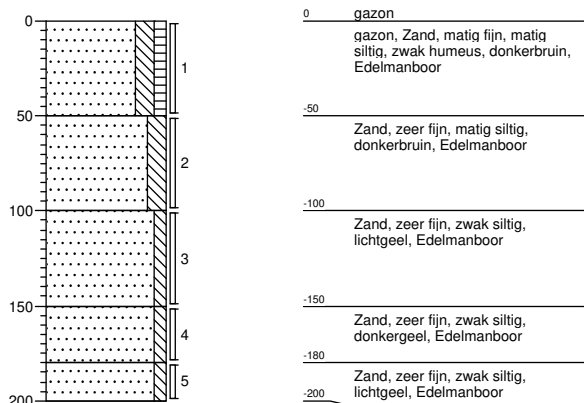 0
50
100
150
200
1
2
3
4
5
0 gazon
gazon, Zand, matig fijn, matig
siltig, zwak humeus, donkerbruin,
Edelmanboor
-50
Zand, zeer fijn, matig siltig,
donkerbruin, Edelmanboor
-100
Zand, zeer fijn, zwak siltig,
lichtgeel, Edelmanboor
-150
Zand, zeer fijn, zwak siltig,
donkergeel, Edelmanboor
-180
Zand, zeer fijn, zwak siltig,
lichtgeel, Edelmanboor
-200